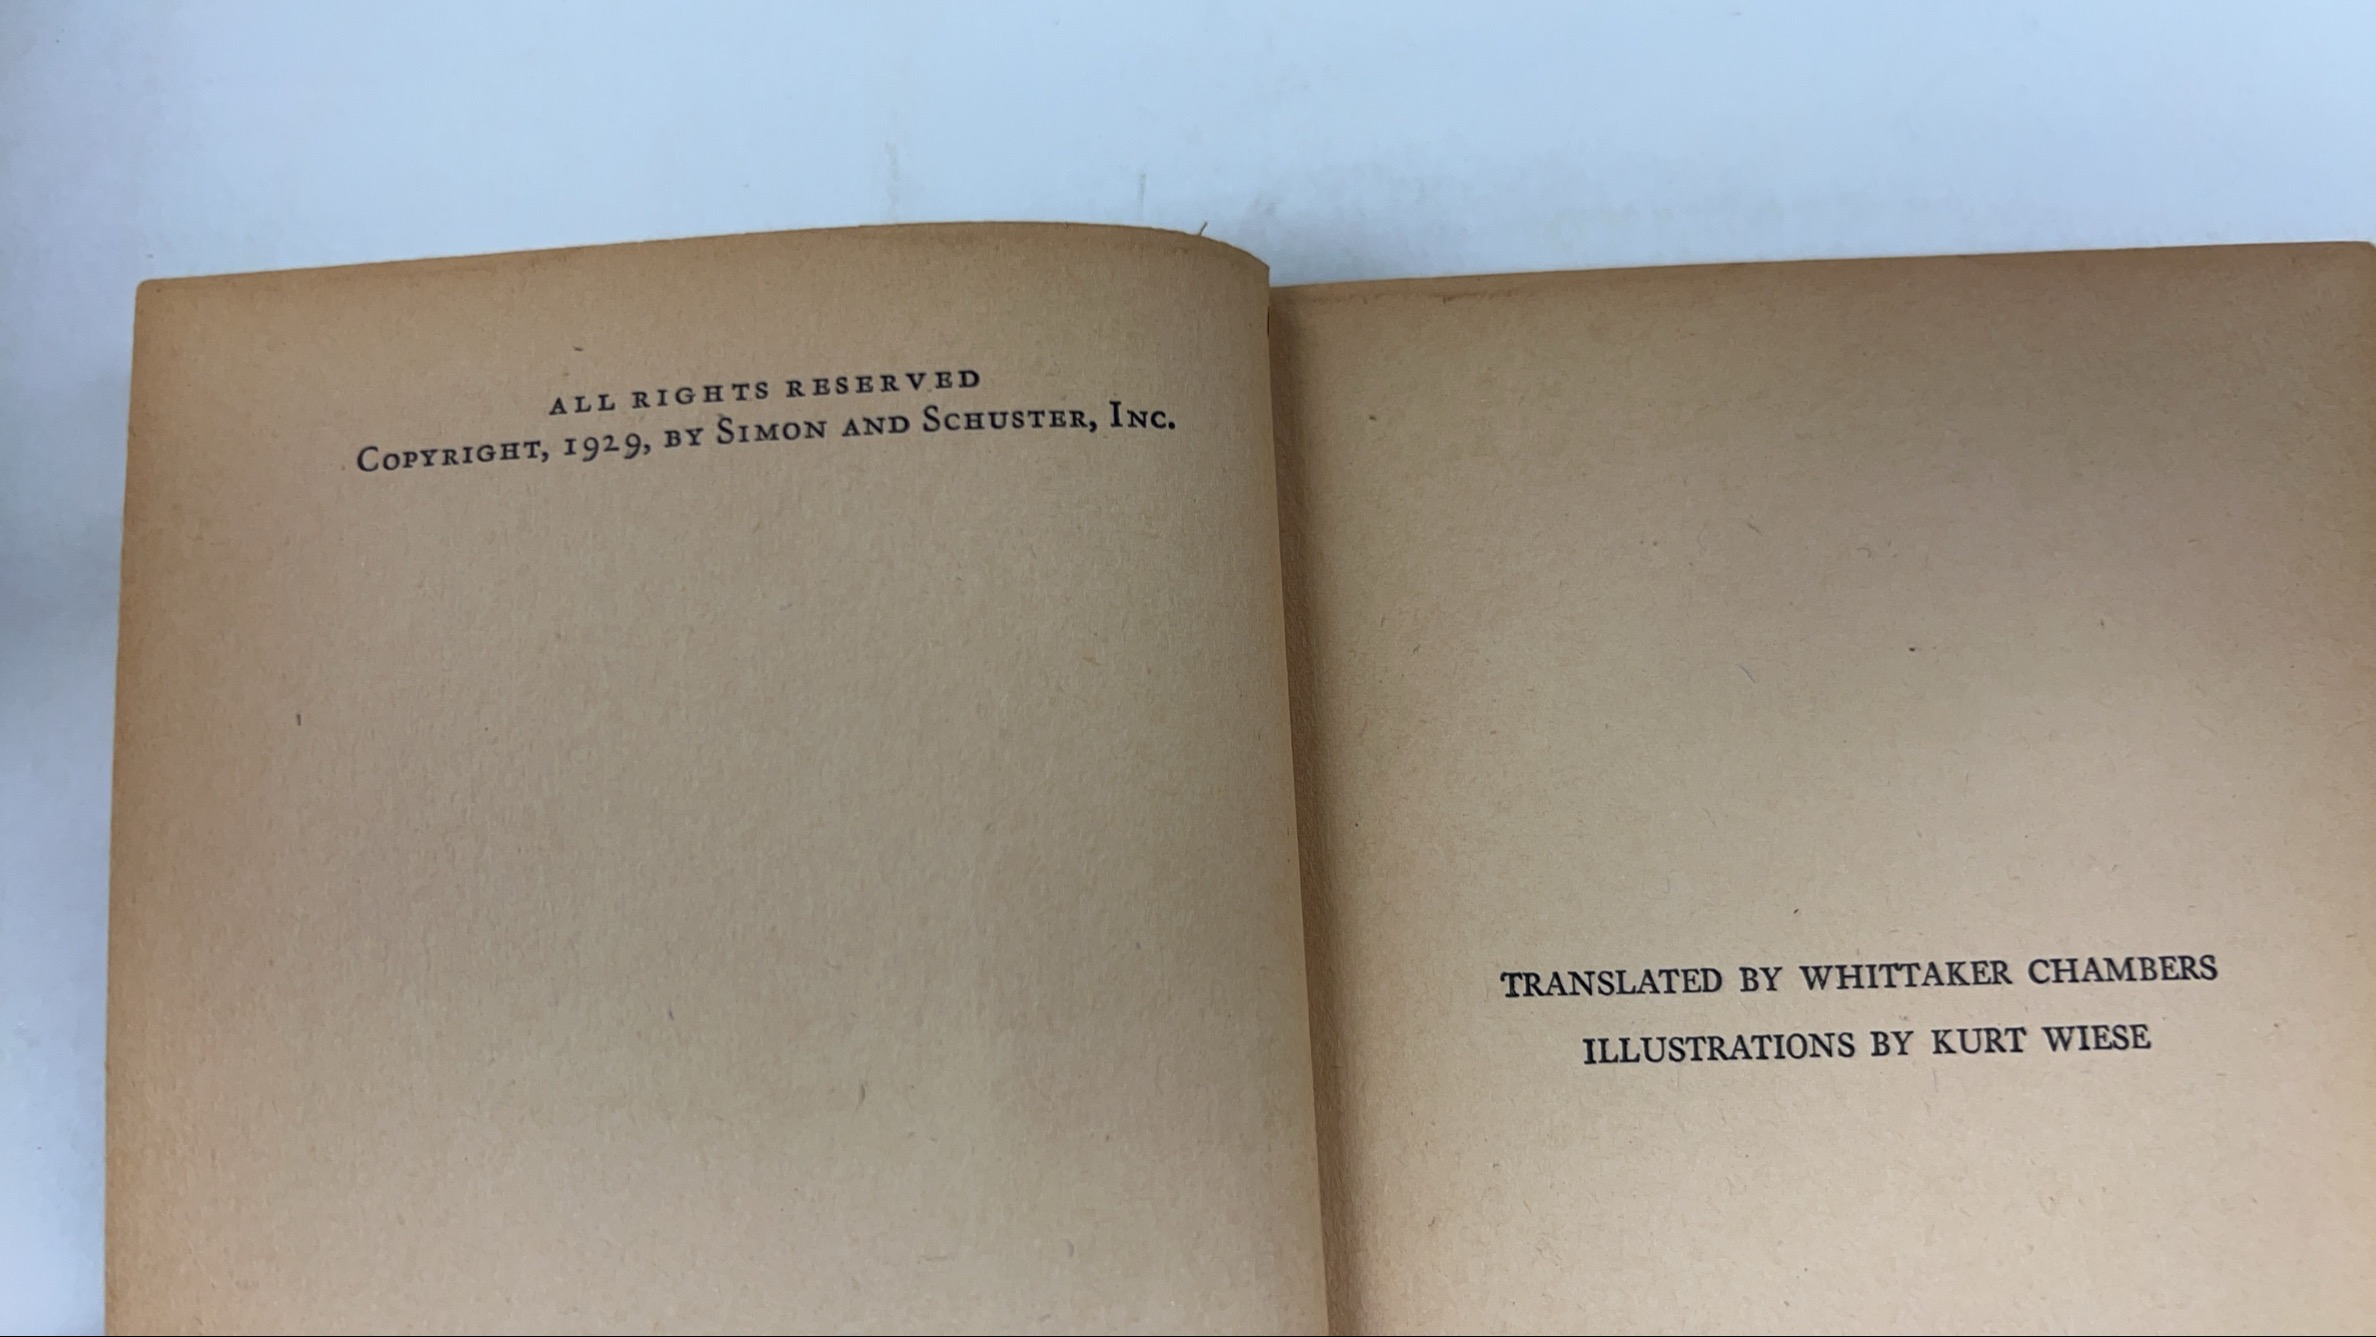 ALL RIGHTS RESERVED
COPYRIGHT, 1929, BY SIMON AND SCHUSTER, INC.
TRANSLATED BY WHITTAKER CHAMBERS
ILLUSTRATIONS BY KURT WIESE